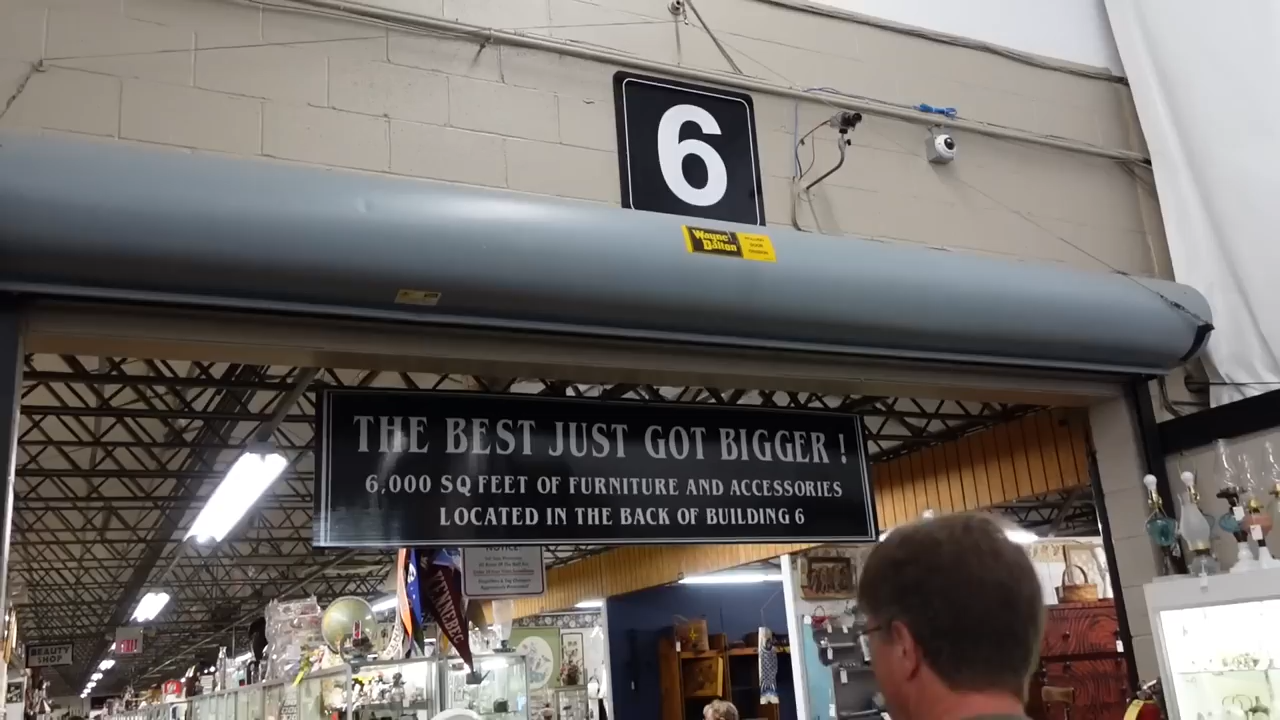 6
Wayne
Dalton
THE BEST JUST GOT BIGGER !
6,000 SQ FEET OF FURNITURE AND ACCESSORIES
LOCATED IN THE BACK OF BUILDING 6
NOTICE
KENNEBEC
BEAUTY
SHOP
EXIT